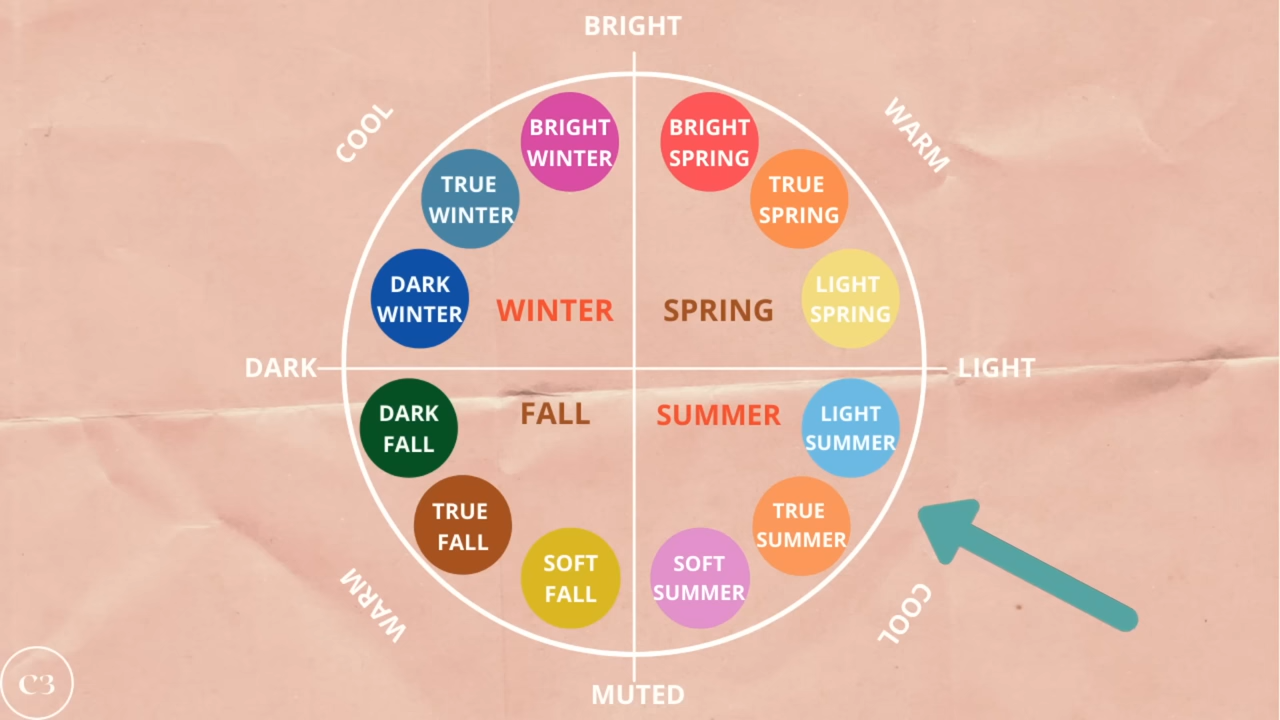 BRIGHT
COOL
WARM
BRIGHT
WINTER
BRIGHT
SPRING
TRUE
WINTER
TRUE
SPRING
DARK
WINTER
LIGHT
SPRING
WINTER
SPRING
DARK
LIGHT
FALL
SUMMER
DARK
FALL
LIGHT
SUMMER
TRUE
FALL
TRUE
SUMMER
SOFT
FALL
SOFT
SUMMER
WARM
COOL
MUTED
C3